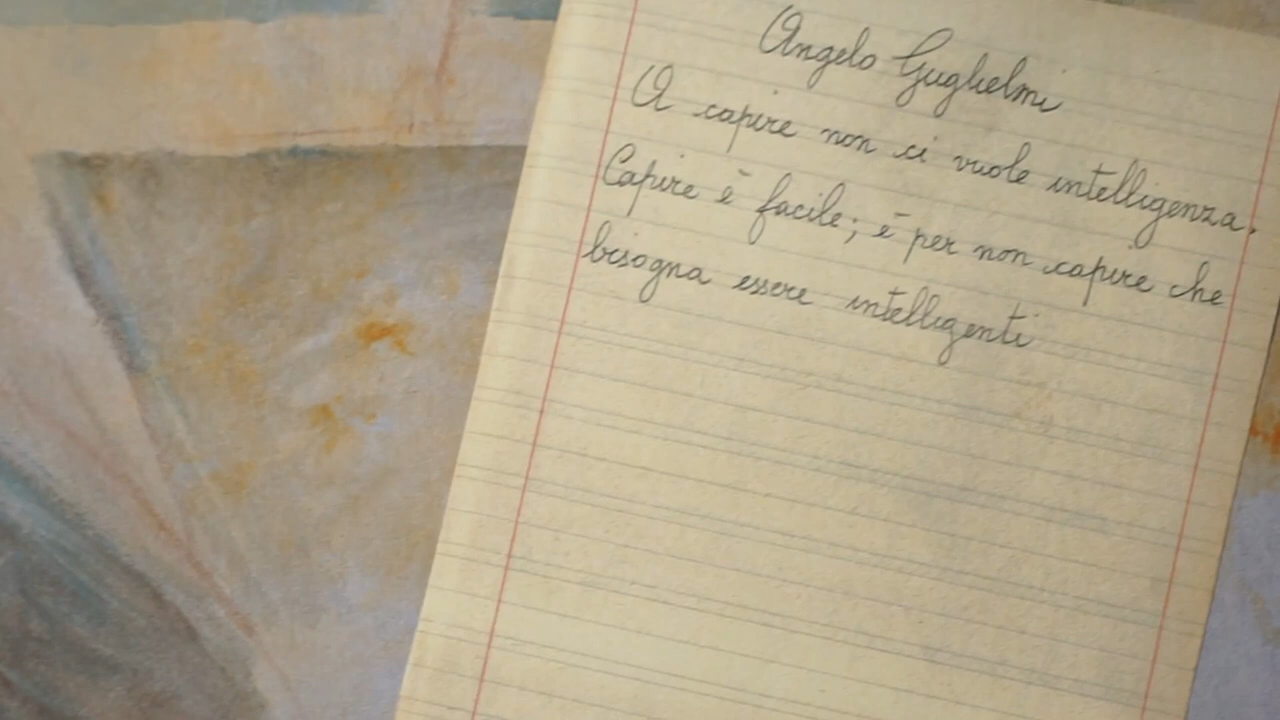 Angelo Guglielmi
A capire non ci vuole intelligenza.
Capire è facile; è per non capire che
bisogna essere intelligenti